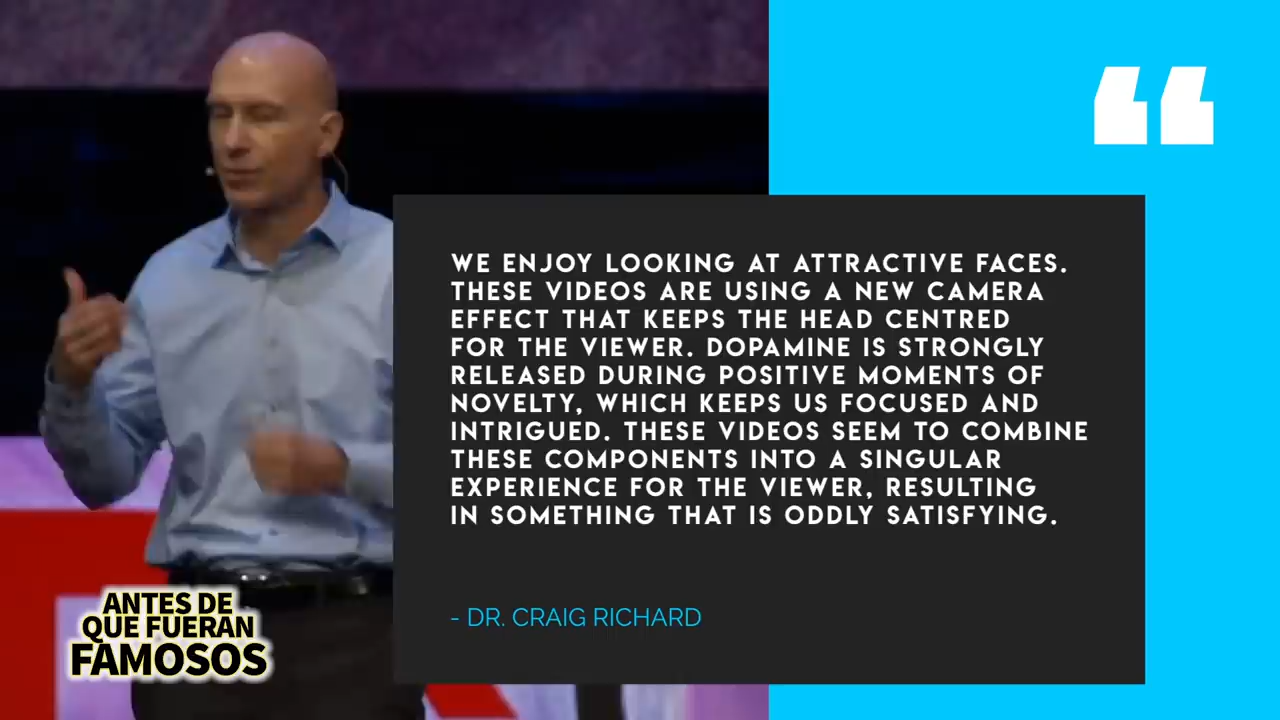 WE ENJOY LOOKING AT ATTRACTIVE FACES.
THESE VIDEOS ARE USING A NEW CAMERA
EFFECT THAT KEEPS THE HEAD CENTRED
FOR THE VIEWER. DOPAMINE IS STRONGLY
RELEASED DURING POSITIVE MOMENTS OF
NOVELTY, WHICH KEEPS US FOCUSED AND
INTRIGUED. THESE VIDEOS SEEM TO COMBINE
THESE COMPONENTS INTO A SINGULAR
EXPERIENCE FOR THE VIEWER, RESULTING
IN SOMETHING THAT IS ODDLY SATISFYING.
- DR. CRAIG RICHARD
ANTES DE
QUE FUERAN
FAMOSOS